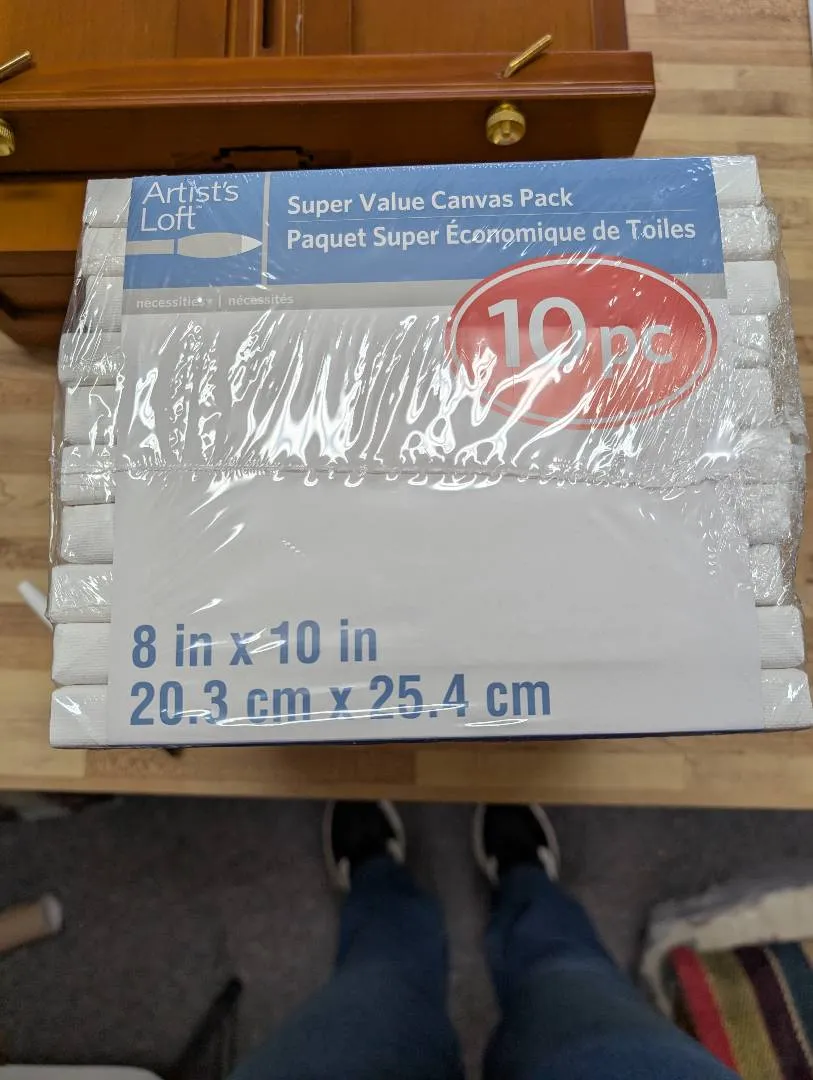 Artist's
Loft™
Super Value Canvas Pack
Paquet Super Économique de Toiles
necessities | nécessités
10 pc
8 in x 10 in
20.3 cm x 25.4 cm